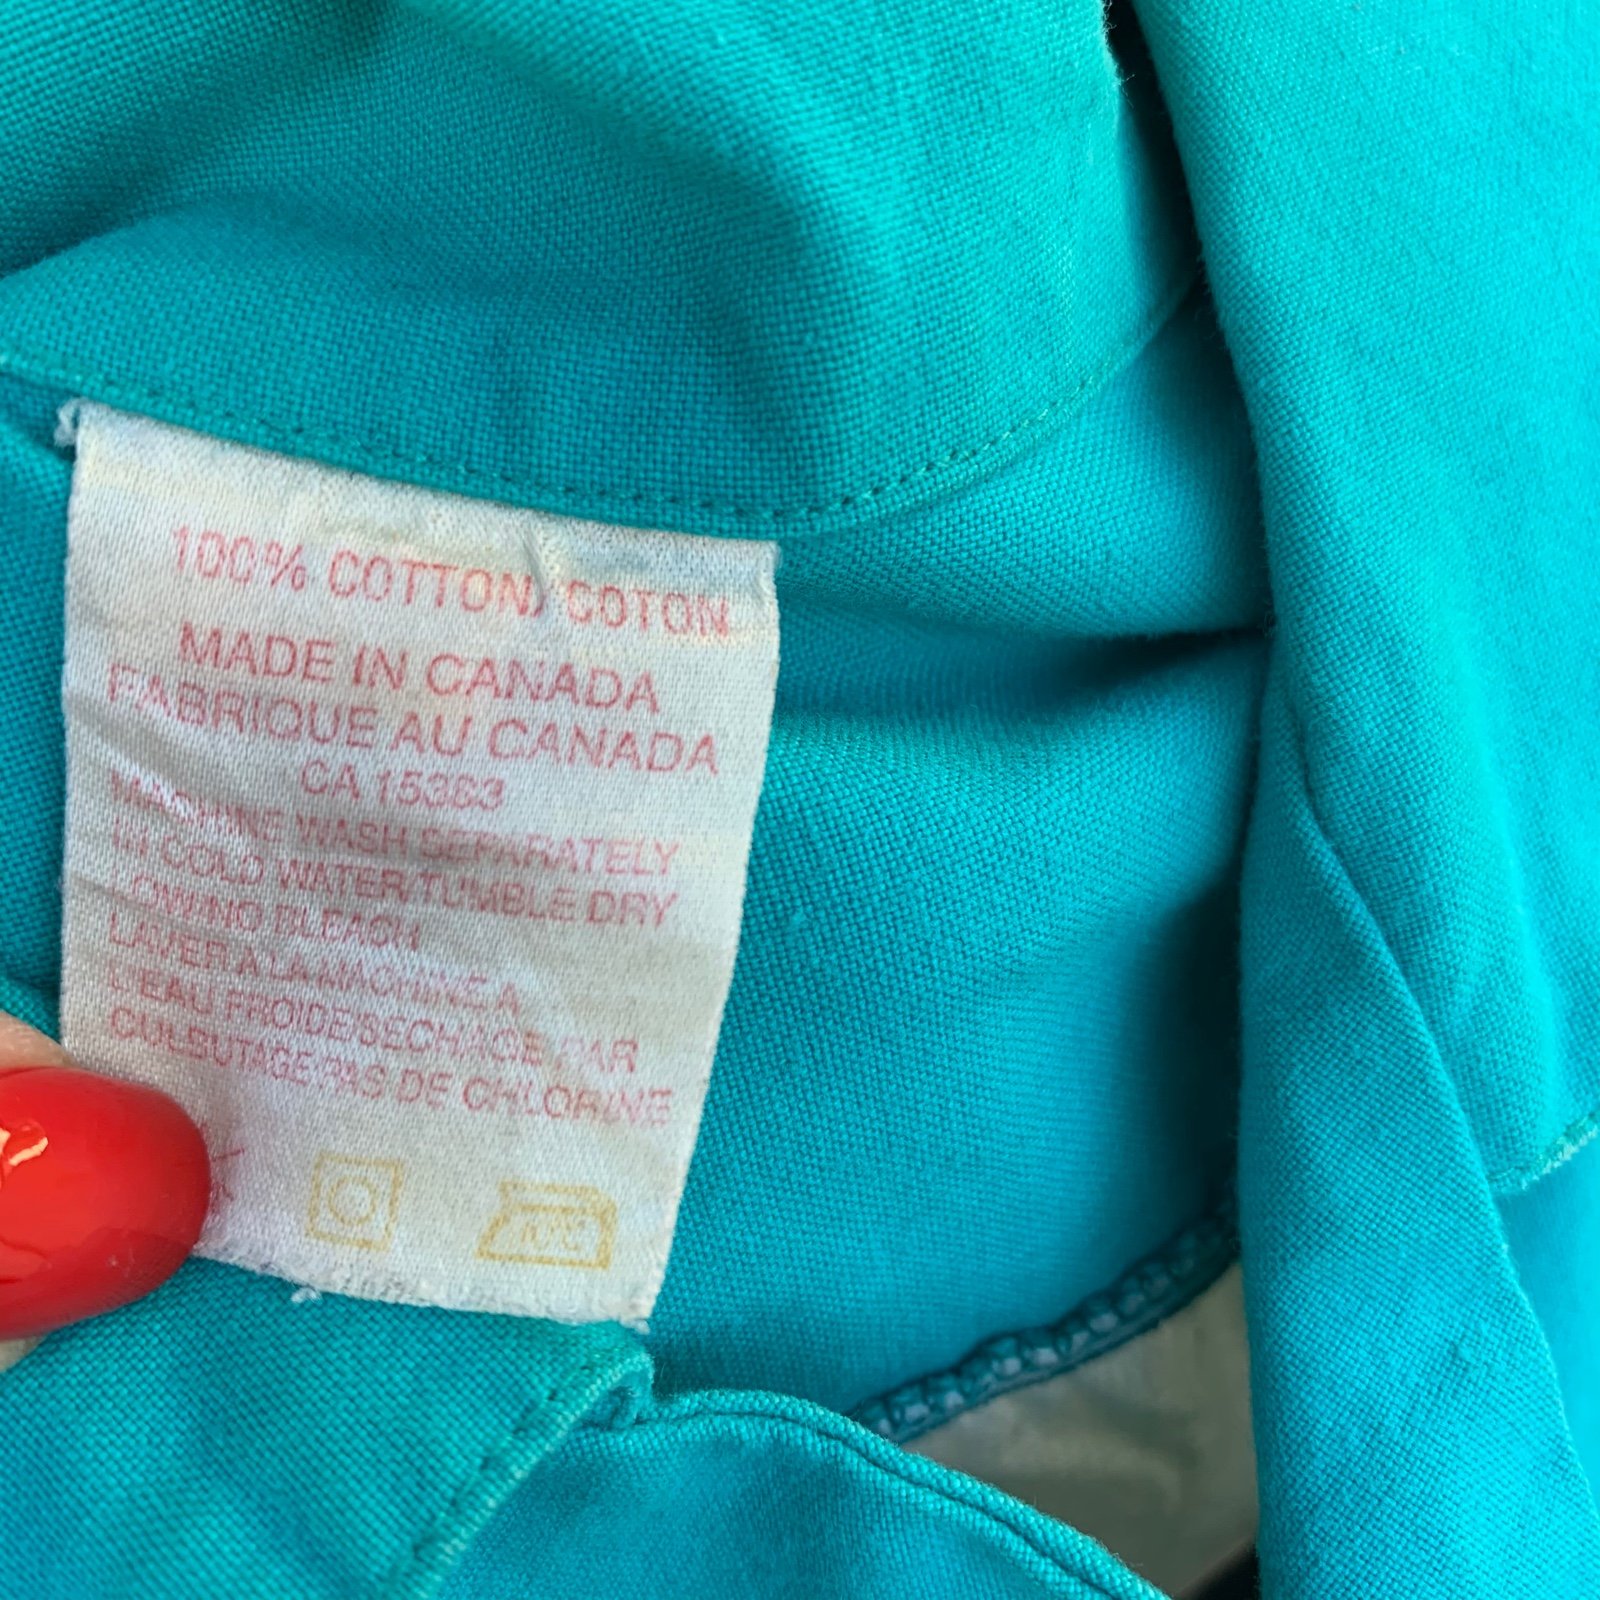 100% COTTON/COTON
MADE IN CANADA
FABRIQUE AU CANADA
CA 15363
MACHINE WASH SEPARATELY
IN COLD WATER/TUMBLE DRY
LOW/NO BLEACH
LAVER A LA MACHINE A
L'EAU FROIDE/SECHAGE PAR
CULBUTAGE/PAS DE CHLORINE